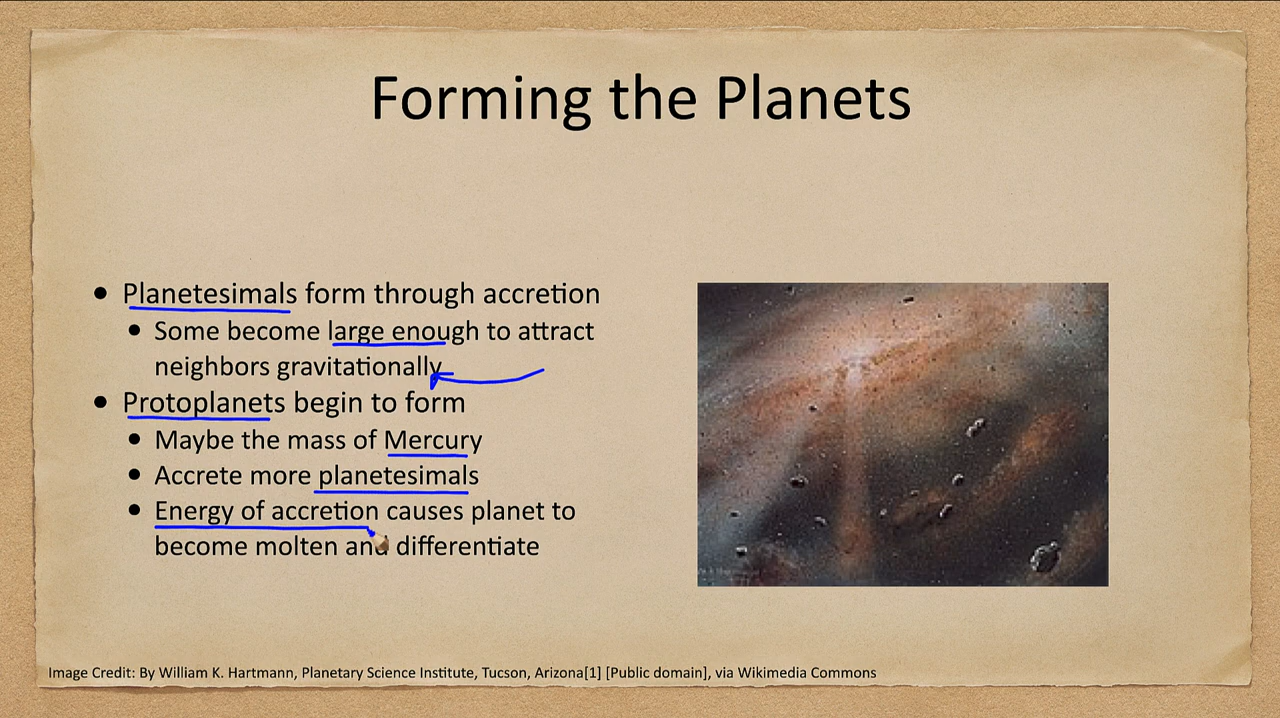 Forming the Planets
• Planetesimals form through accretion
• Some become large enough to attract
neighbors gravitationally
• Protoplanets begin to form
• Maybe the mass of Mercury
• Accrete more planetesimals
• Energy of accretion causes planet to
become molten and differentiate
Image Credit: By William K. Hartmann, Planetary Science Institute, Tucson, Arizona[1] [Public domain], via Wikimedia Commons